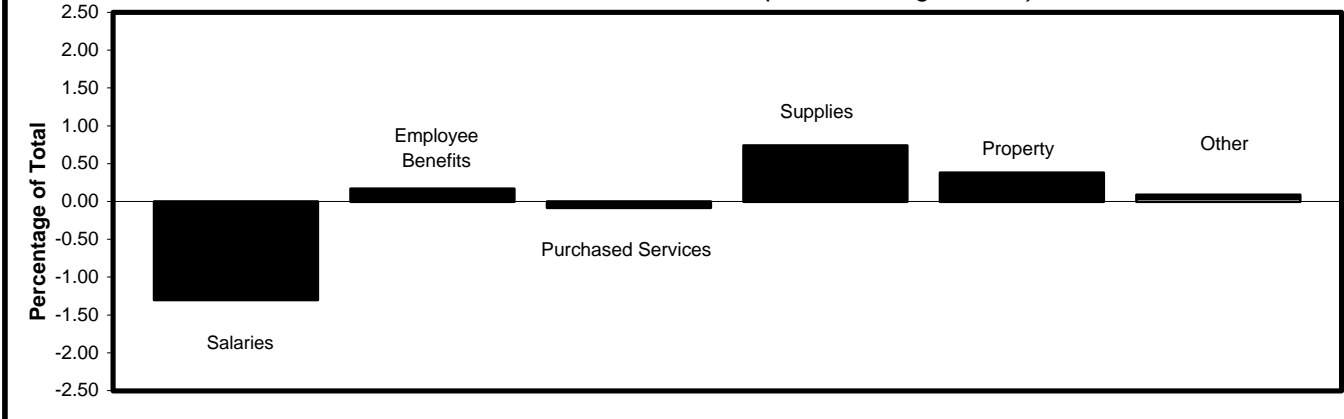 2.50
2.00
1.50
1.00
0.50
0.00
-0.50
-1.00
-1.50
-2.00
-2.50
Percentage of Total
Salaries
Employee
Benefits
Purchased Services
Supplies
Property
Other